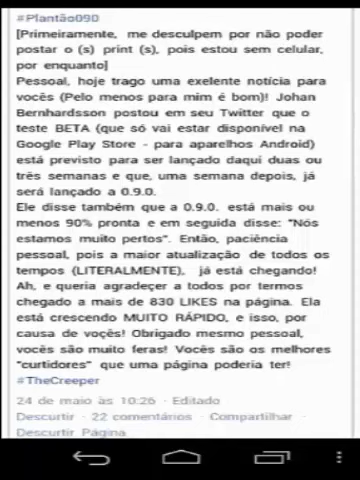 #Plantão090
[Primeiramente, me desculpem por não poder
postar o (s) print (s), pois estou sem celular,
por enquanto]
Pessoal, hoje trago uma exelente notícia para
vocês (Pelo menos para mim é bom)! Johan
Bernhardsson postou em seu Twitter que o
teste BETA (que só vai estar disponível na
Google Play Store - para aparelhos Android)
está previsto para ser lançado daqui duas ou
três semanas e que, uma semana depois, já
será lançado a 0.9.0.
Ele disse também que a 0.9.0. está mais ou
menos 90% pronta e em seguida disse: "Nós
estamos muito pertos". Então, paciência
pessoal, pois a maior atualização de todos os
tempos (LITERALMENTE), já está chegando!
Ah, e queria agradeçer a todos por termos
chegado a mais de 830 LIKES na página. Ela
está crescendo MUITO RÁPIDO, e isso, por
causa de voçês! Obrigado mesmo pessoal,
vocês são muito feras! Vocês são os melhores
"curtidores" que uma página poderia ter!
#TheCreeper
24 de maio às 10:26 · Editado
Descurtir · 22 comentários · Compartilhar ·
Descurtir Página